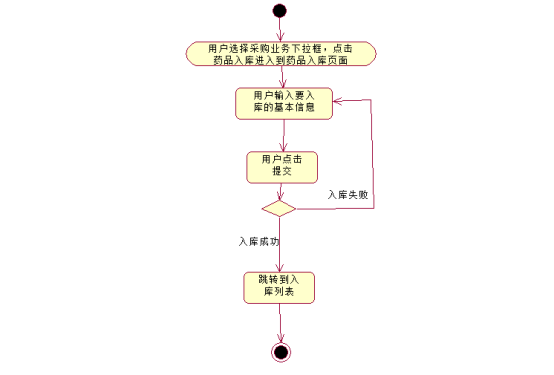 用户选择采购业务下拉框，点击
药品入库进入到药品入库页面
用户输入要入
库的基本信息
用户点击
提交
入库失败
入库成功
跳转到入
库列表